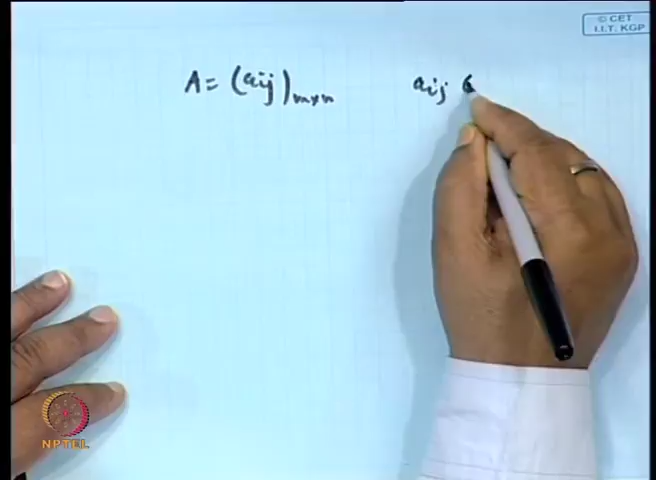 © CET
I.I.T. KGP
A = (aij)m×n aij
NPTEL